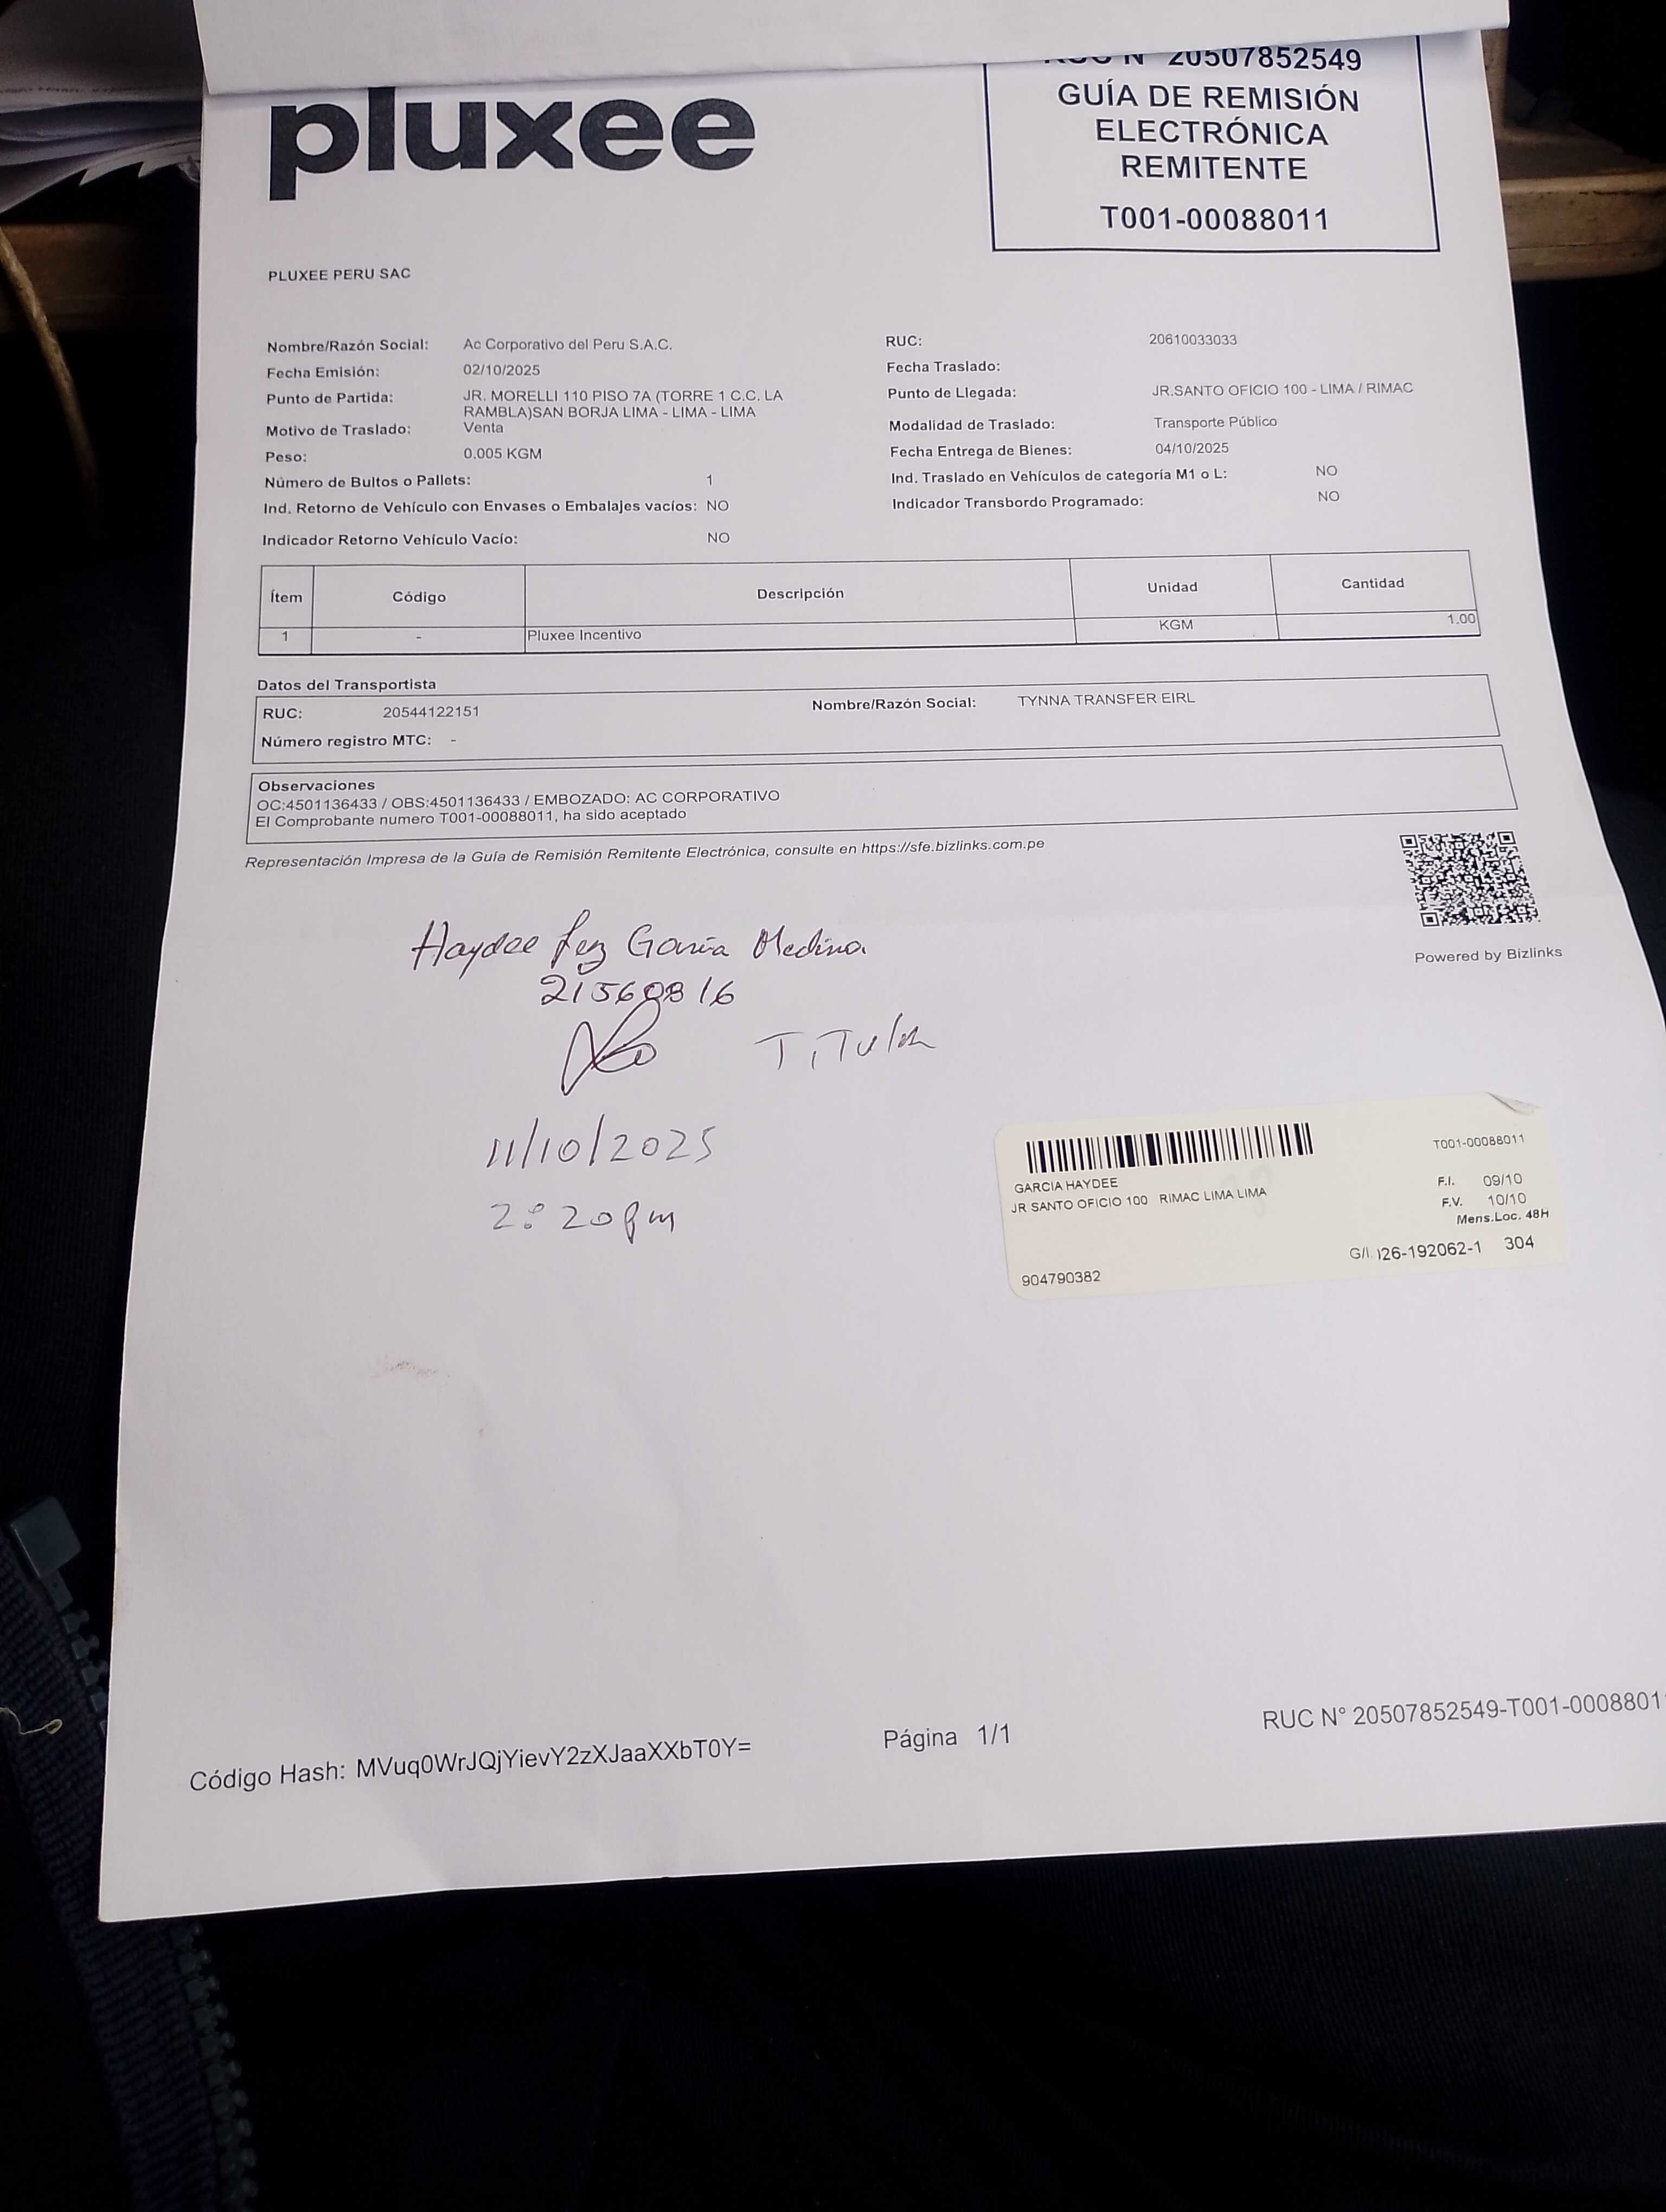 pluxee
RUC N° 20507852549
GUÍA DE REMISIÓN
ELECTRÓNICA
REMITENTE
T001-00088011
PLUXEE PERU SAC
Nombre/Razón Social: Ac Corporativo del Peru S.A.C.
Fecha Emisión: 02/10/2025
Punto de Partida: JR. MORELLI 110 PISO 7A (TORRE 1 C.C. LA
RAMBLA)SAN BORJA LIMA - LIMA - LIMA
Motivo de Traslado: Venta
Peso: 0.005 KGM
Número de Bultos o Pallets: 1
Ind. Retorno de Vehículo con Envases o Embalajes vacíos: NO
Indicador Retorno Vehículo Vacío: NO
RUC: 20610033033
Fecha Traslado:
Punto de Llegada: JR.SANTO OFICIO 100 - LIMA / RIMAC
Modalidad de Traslado: Transporte Público
Fecha Entrega de Bienes: 04/10/2025
Ind. Traslado en Vehículos de categoría M1 o L: NO
Indicador Transbordo Programado: NO
Ítem Código Descripción Unidad Cantidad
1 - Pluxee Incentivo KGM 1.00
Datos del Transportista
RUC: 20544122151 Nombre/Razón Social: TYNNA TRANSFER EIRL
Número registro MTC: -
Observaciones
OC:4501136433 / OBS:4501136433 / EMBOZADO: AC CORPORATIVO
El Comprobante numero T001-00088011, ha sido aceptado
Representación Impresa de la Guía de Remisión Remitente Electrónica, consulte en https://sfe.bizlinks.com.pe
Powered by Bizlinks
Haydee Garcia Medina
21560816
Titular
11/10/2025
2:20 pm
T001-00088011
GARCIA HAYDEE
JR SANTO OFICIO 100 RIMAC LIMA LIMA
F.I. 09/10
F.V. 10/10
Mens.Loc. 48H
G/I. 026-192062-1 304
904790382
Código Hash: MVuq0WrJQjYievY2zXJaaXXbT0Y=
Página 1/1
RUC N° 20507852549-T001-0008801